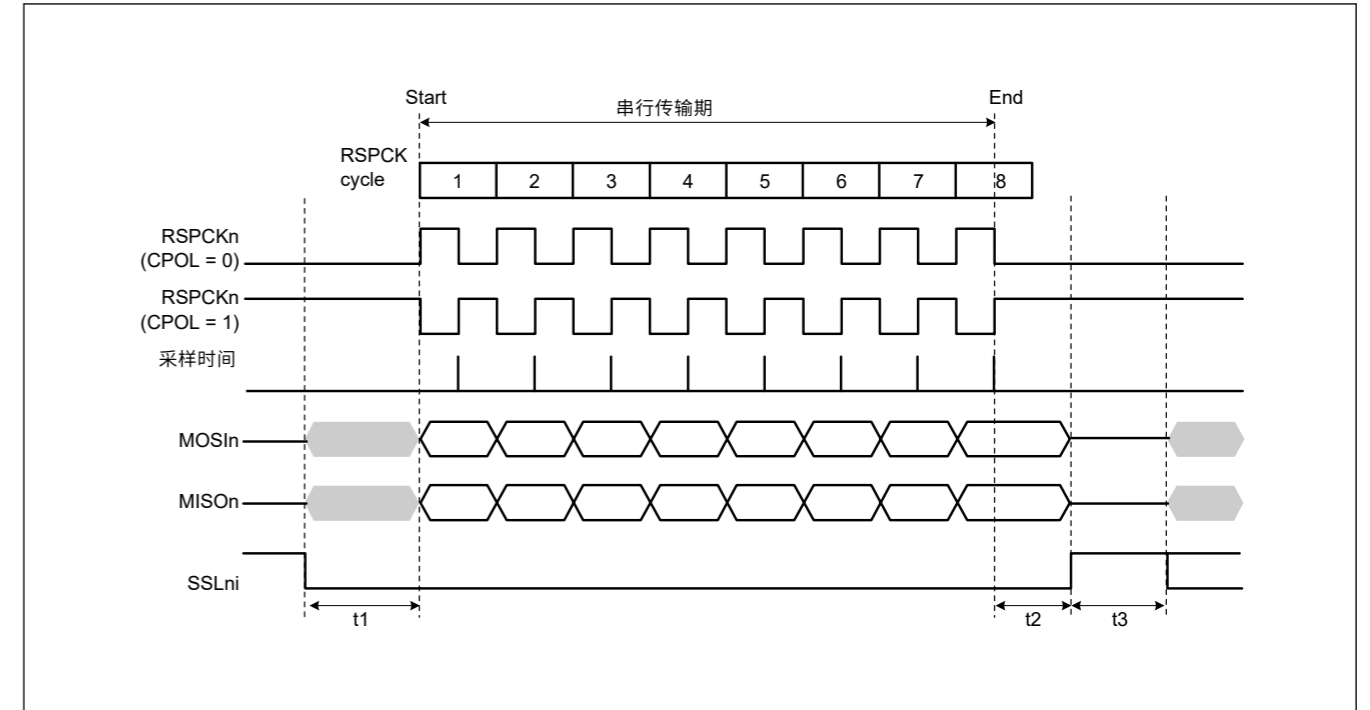 Start
串行传输期
End
RSPCK
cycle
1 2 3 4 5 6 7 8
RSPCKn
(CPOL = 0)
RSPCKn
(CPOL = 1)
采样时间
MOSIn
MISOn
SSLni
t1
t2
t3